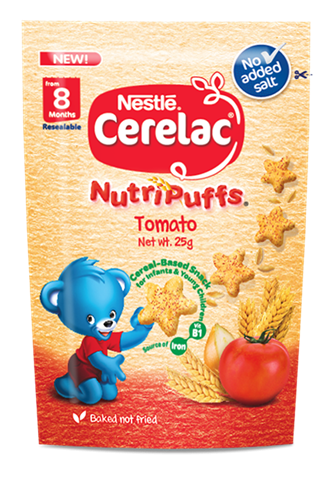 NEW!
No
added
salt
from
8
Months
Resealable
Nestlé®
Cerelac®
NutriPuffs®
Tomato
Net wt. 25g
Cereal-Based Snack
for Infants & Young Children
Source of Iron
Vit
B1
Baked not fried